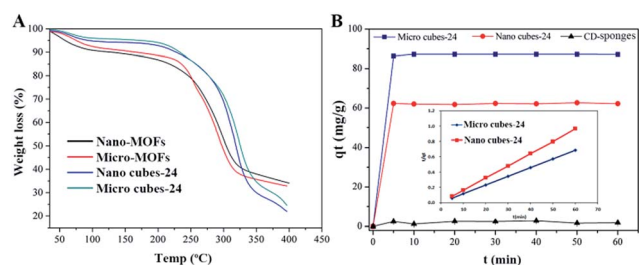 A
100
90
80
70
60
50
40
30
20
Weight loss (%)
Nano-MOFs
Micro-MOFs
Nano cubes-24
Micro cubes-24
50 100 150 200 250 300 350 400 450
Temp (ºC)
B
Micro cubes-24 Nano cubes-24 CD-sponges
100
80
60
40
20
0
qt (mg/g)
Micro cubes-24
Nano cubes-24
1.2
1.0
0.8
0.6
0.4
0.2
0.0
0 10 20 30 40 50 60 70
t(min)
0 10 20 30 40 50 60
t (min)